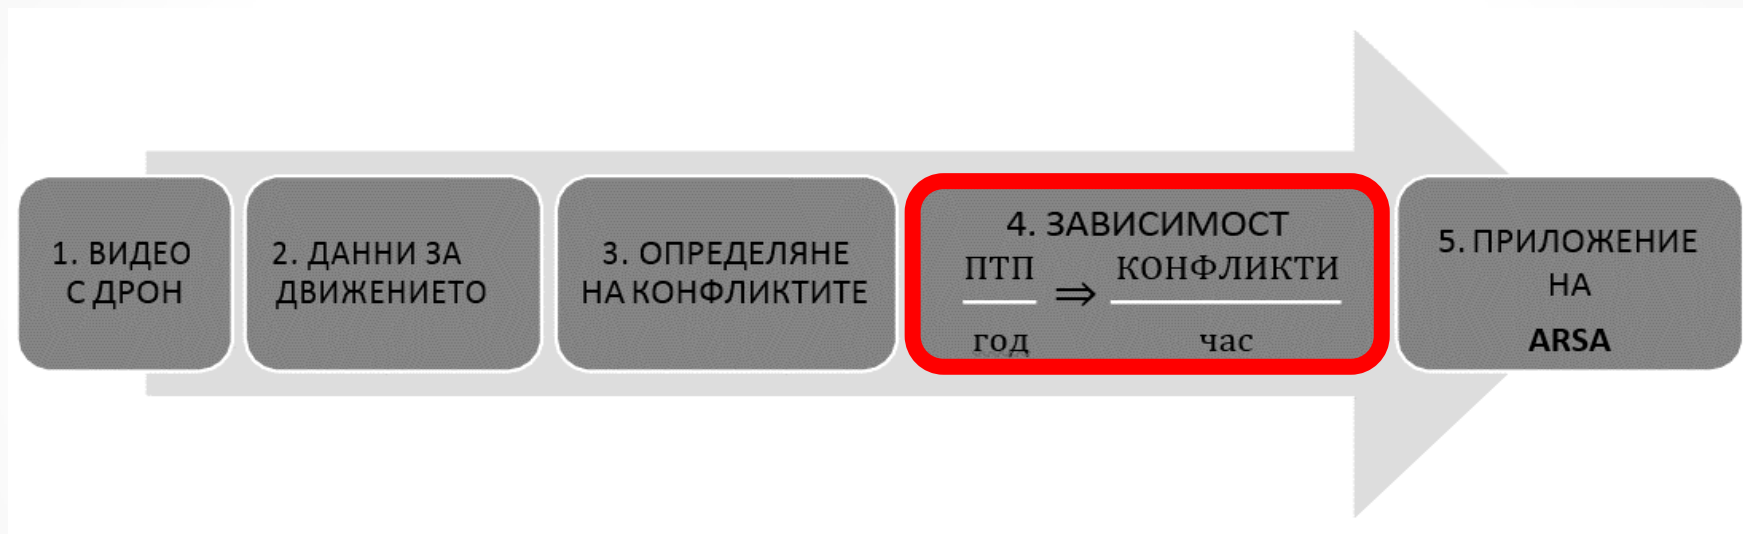 1. ВИДЕО
С ДРОН
2. ДАННИ ЗА
ДВИЖЕНИЕТО
3. ОПРЕДЕЛЯНЕ
НА КОНФЛИКТИТЕ
4. ЗАВИСИМОСТ
ПТП ⇒ КОНФЛИКТИ
год час
5. ПРИЛОЖЕНИЕ
НА
ARSA